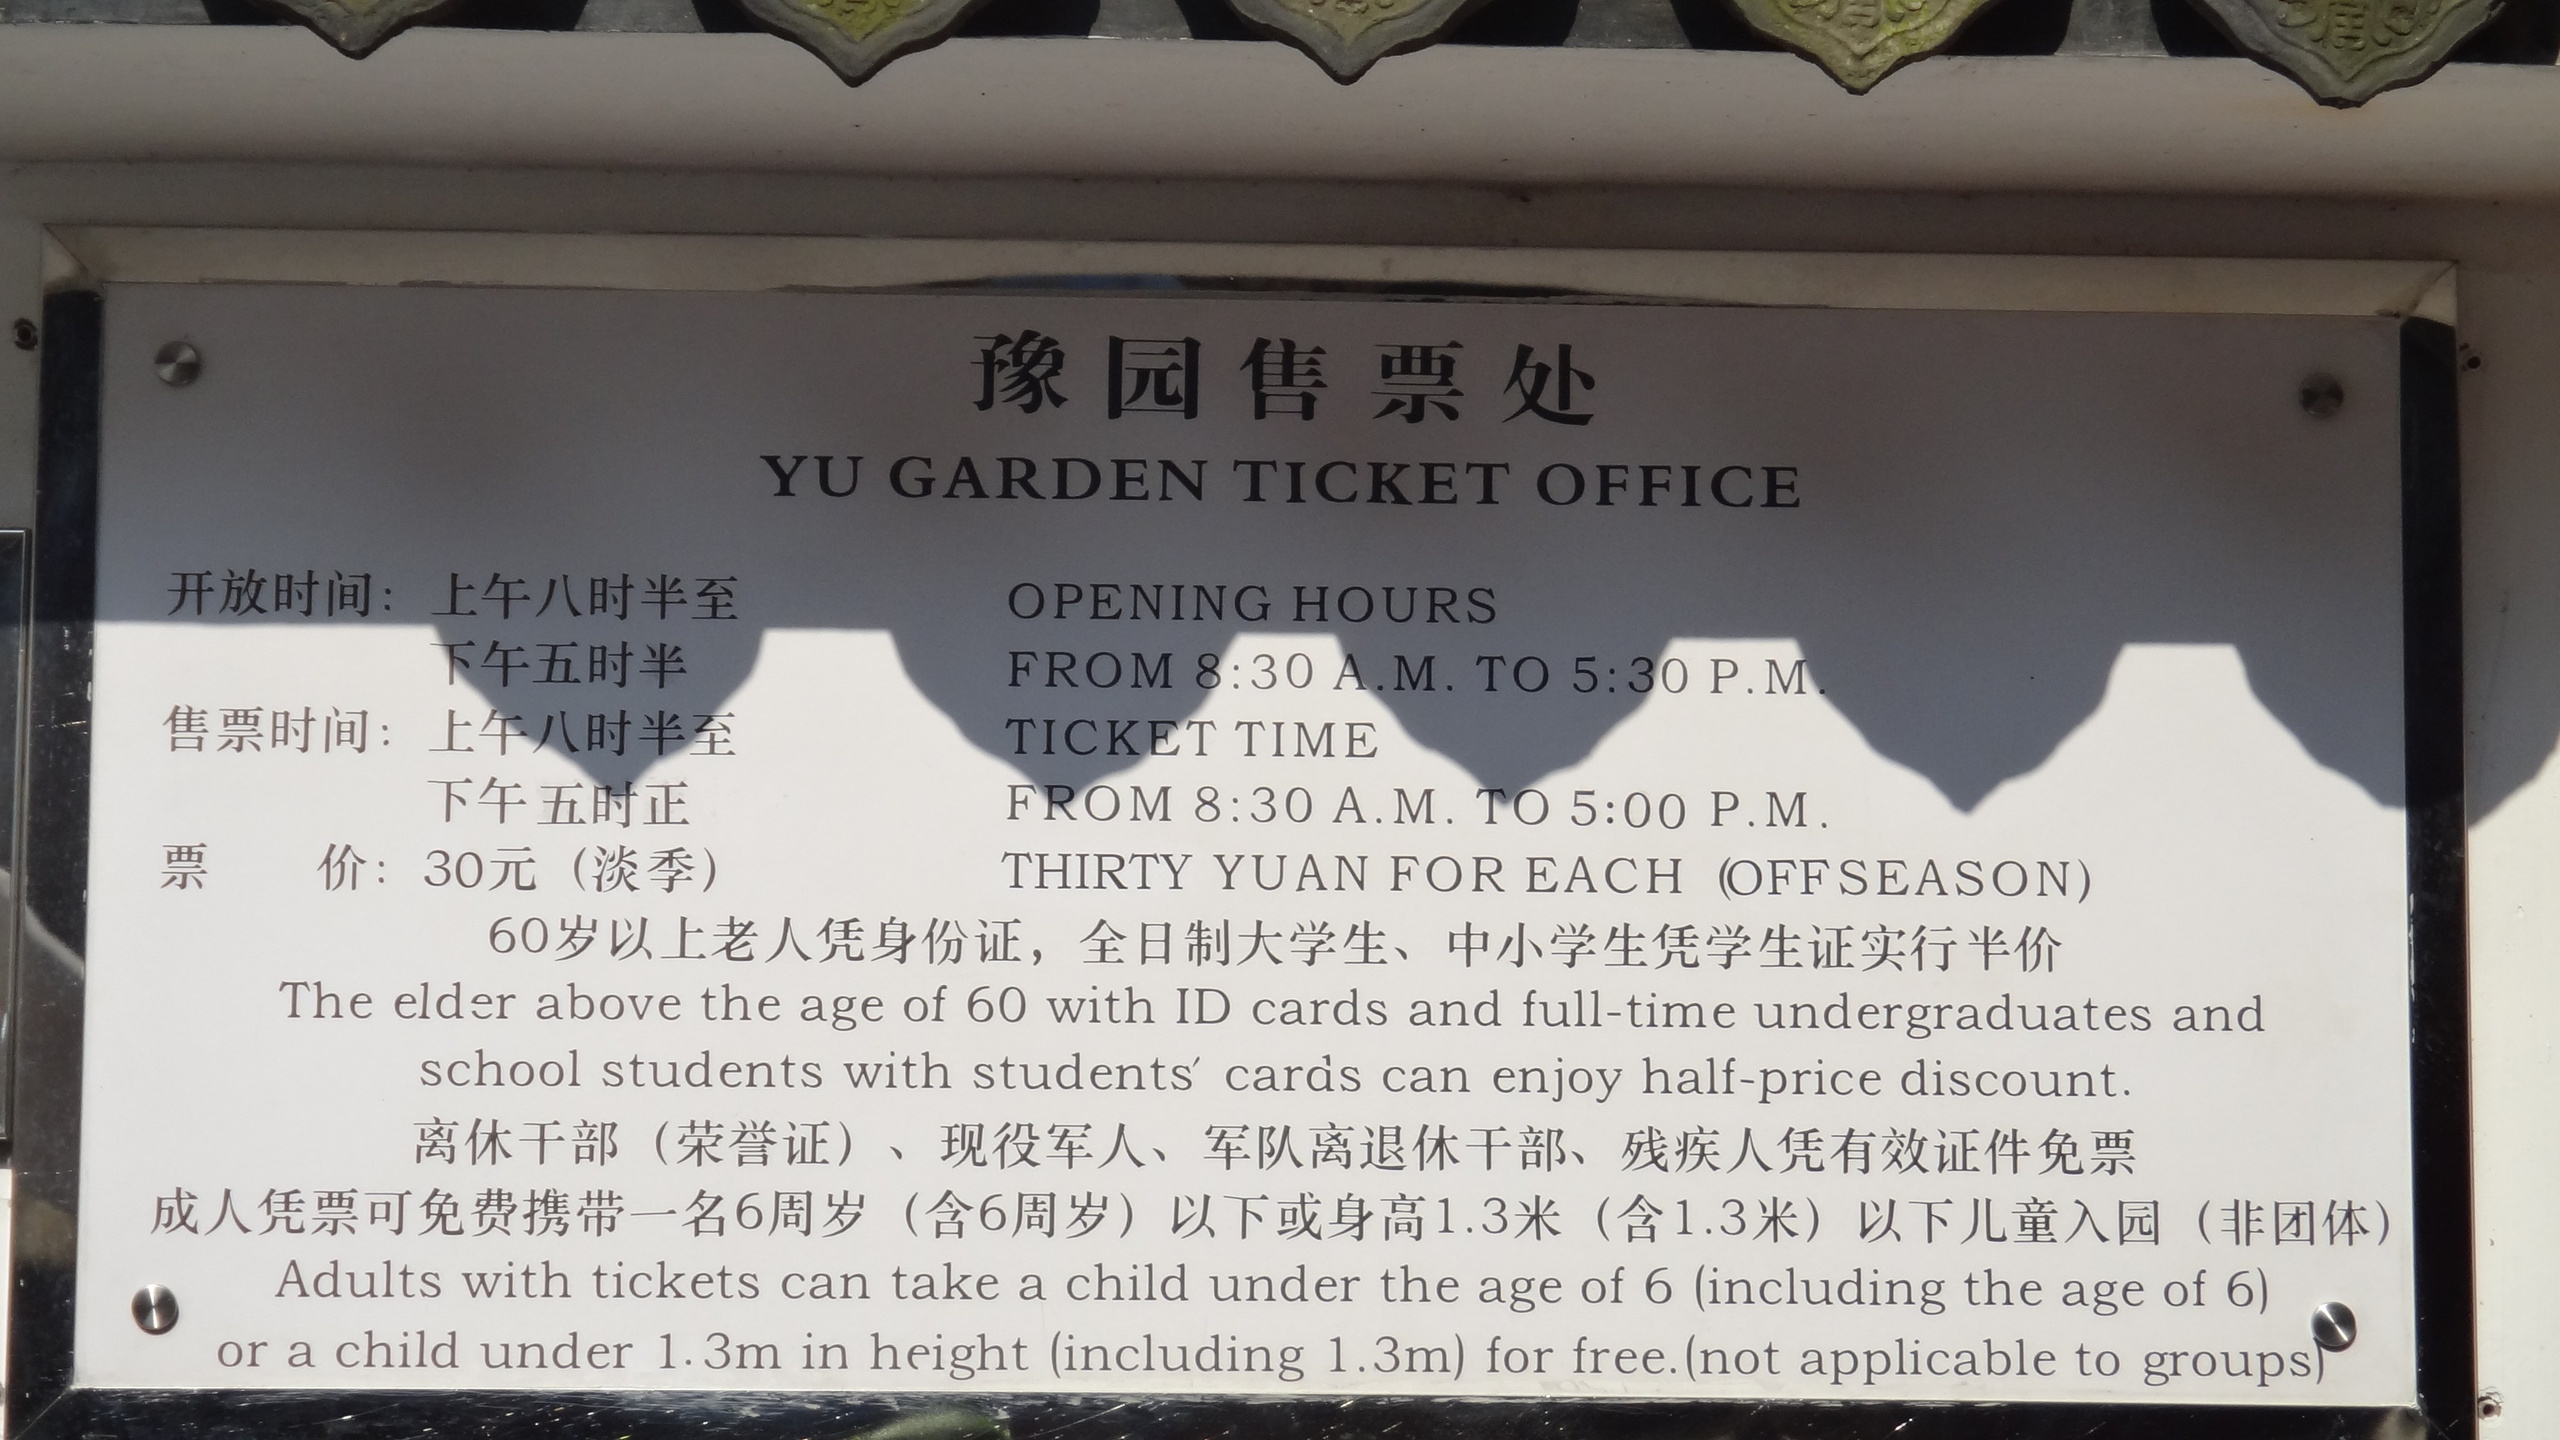 豫园售票处
YU GARDEN TICKET OFFICE
开放时间：上午八时半至 OPENING HOURS
下午五时半 FROM 8:30 A.M. TO 5:30 P.M.
售票时间：上午八时半至 TICKET TIME
下午五时正 FROM 8:30 A.M. TO 5:00 P.M.
票 价：30元（淡季） THIRTY YUAN FOR EACH (OFFSEASON)
60岁以上老人凭身份证，全日制大学生、中小学生凭学生证实行半价
The elder above the age of 60 with ID cards and full-time undergraduates and
school students with students' cards can enjoy half-price discount.
离休干部（荣誉证）、现役军人、军队离退休干部、残疾人凭有效证件免票
成人凭票可免费携带一名6周岁（含6周岁）以下或身高1.3米（含1.3米）以下儿童入园（非团体）
Adults with tickets can take a child under the age of 6 (including the age of 6)
or a child under 1.3m in height (including 1.3m) for free.(not applicable to groups)